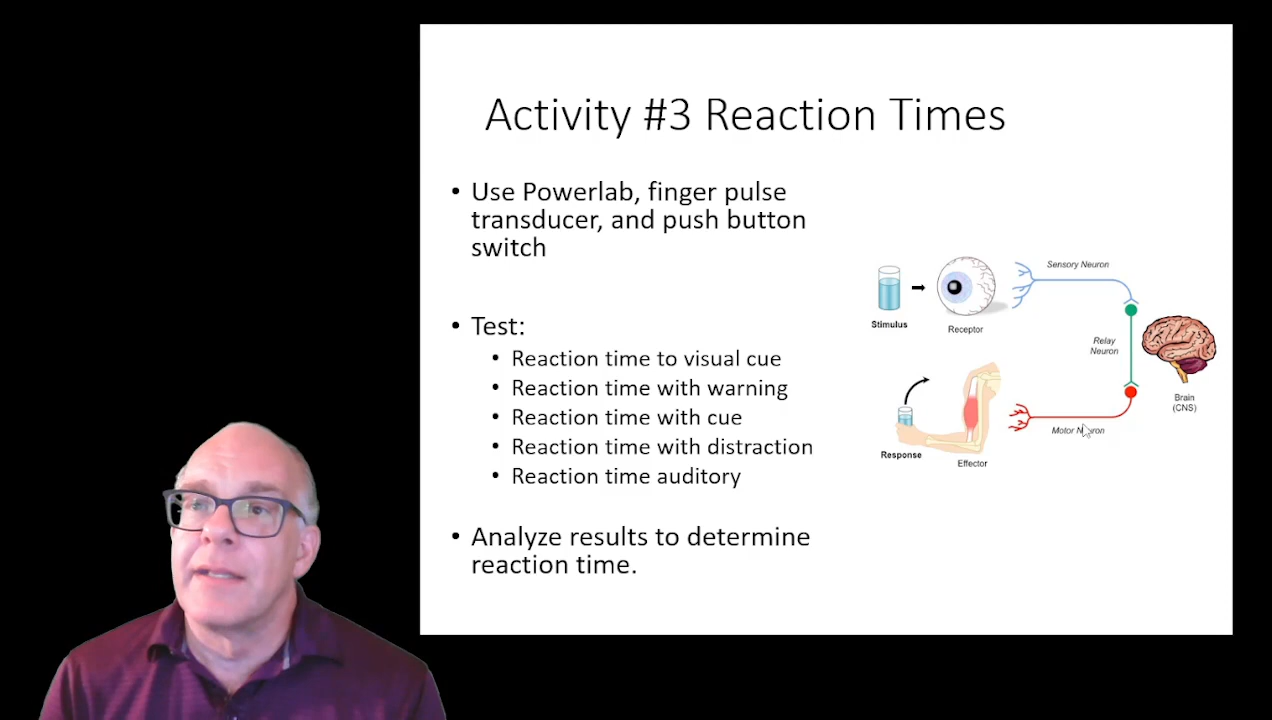 Activity #3 Reaction Times
• Use Powerlab, finger pulse
transducer, and push button
switch
• Test:
• Reaction time to visual cue
• Reaction time with warning
• Reaction time with cue
• Reaction time with distraction
• Reaction time auditory
• Analyze results to determine
reaction time.
Sensory Neuron
Stimulus
Receptor
Relay
Neuron
Brain
(CNS)
Motor Neuron
Response
Effector